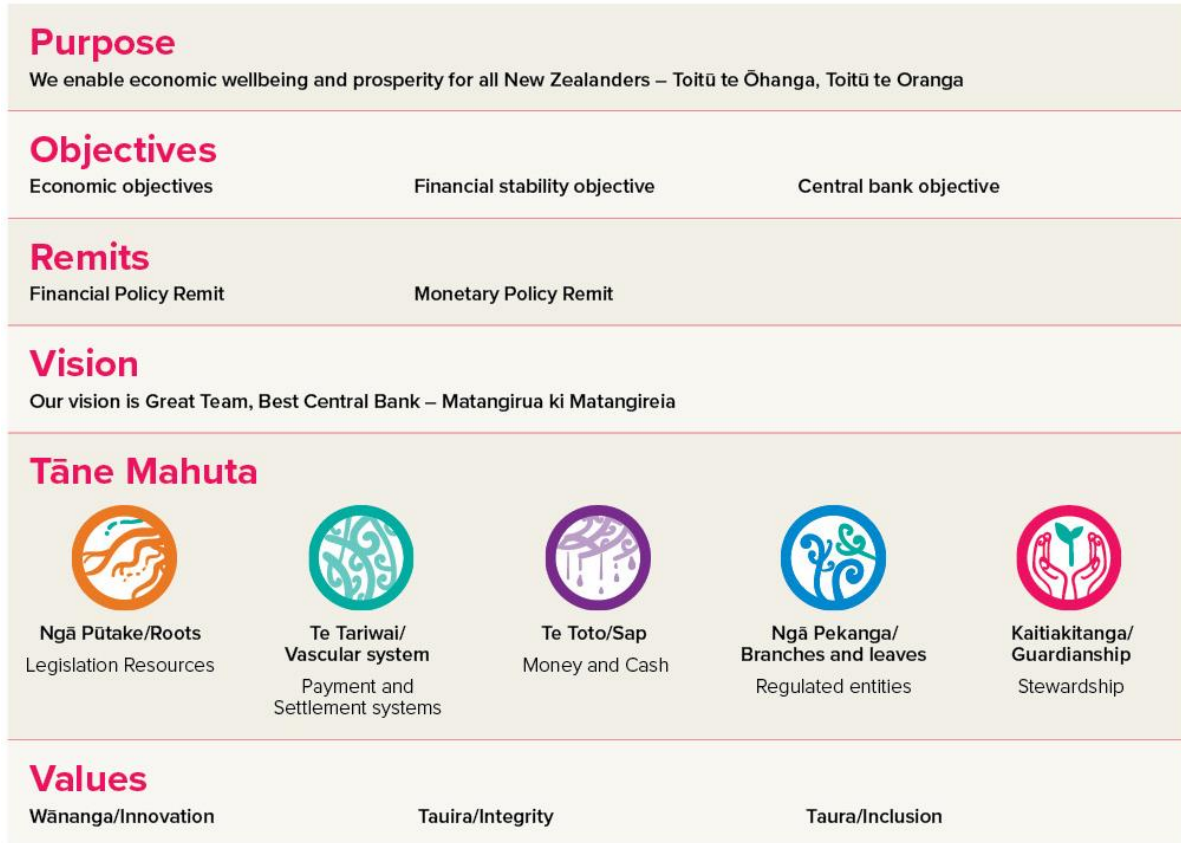 Purpose
We enable economic wellbeing and prosperity for all New Zealanders – Toitū te Ōhanga, Toitū te Oranga
Objectives
Economic objectives
Financial stability objective
Central bank objective
Remits
Financial Policy Remit
Monetary Policy Remit
Vision
Our vision is Great Team, Best Central Bank – Matangirua ki Matangireia
Tāne Mahuta
Ngā Pūtake/Roots
Legislation Resources
Te Tariwai/
Vascular system
Payment and
Settlement systems
Te Toto/Sap
Money and Cash
Ngā Pekanga/
Branches and leaves
Regulated entities
Kaitiakitanga/
Guardianship
Stewardship
Values
Wānanga/Innovation
Tauira/Integrity
Taura/Inclusion